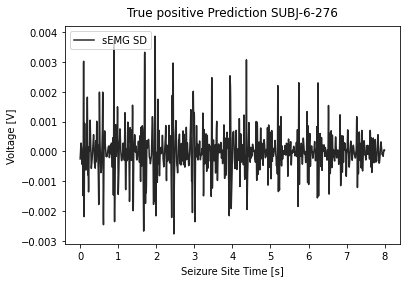 True positive Prediction SUBJ-6-276
sEMG SD
0.004
0.003
0.002
0.001
0.000
−0.001
−0.002
−0.003
Voltage [V]
0 1 2 3 4 5 6 7 8
Seizure Site Time [s]